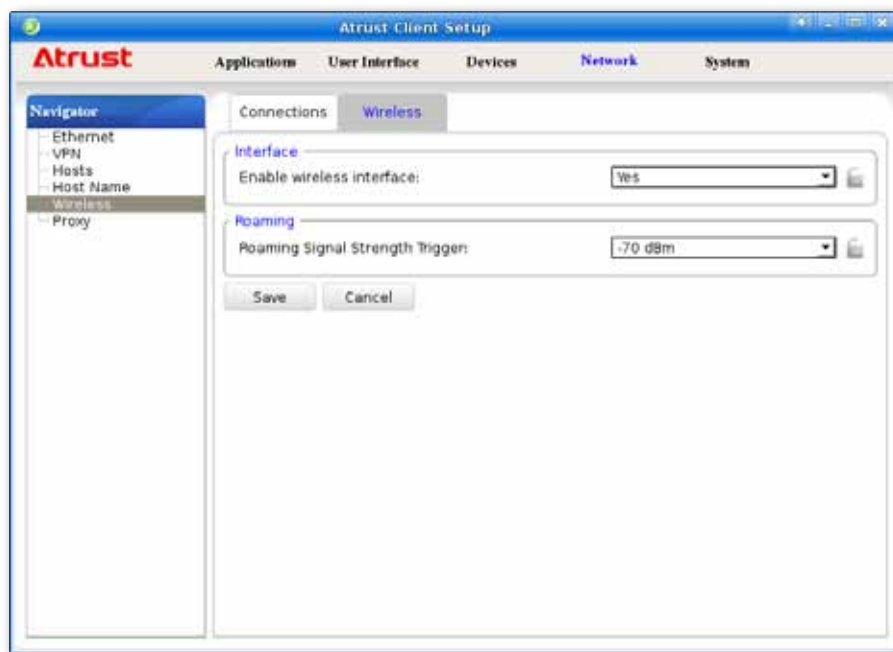 Atrust Client Setup
Atrust
Applications User Interface Devices Network System
Navigator
Ethernet
VPN
Hosts
Host Name
Wireless
Proxy
Connections Wireless
Interface
Enable wireless interface: Yes
Roaming
Roaming Signal Strength Trigger: -70 dBm
Save Cancel